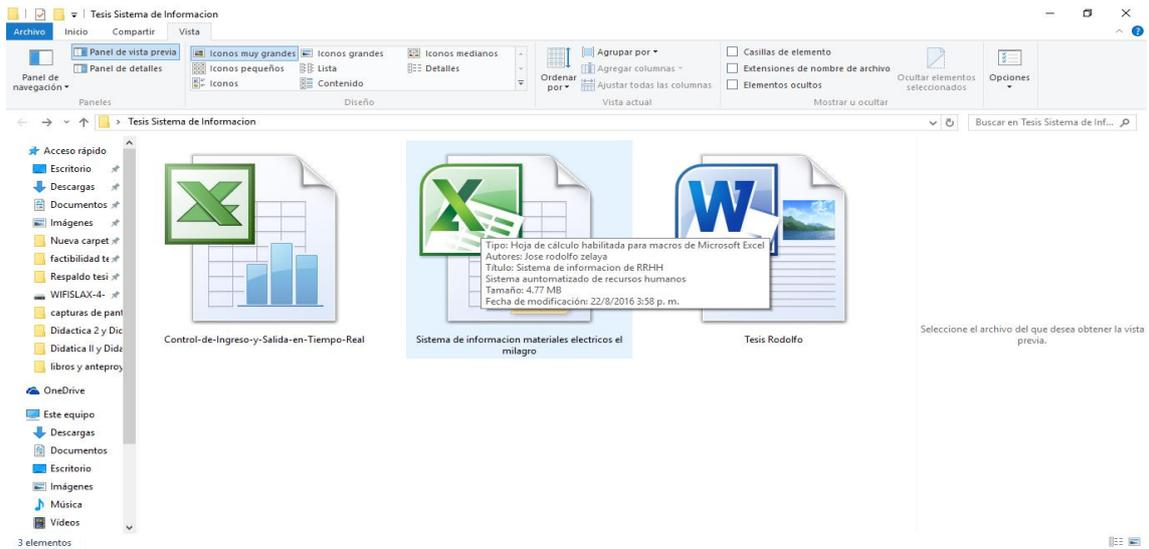 Tesis Sistema de Informacion
Archivo Inicio Compartir Vista
Panel de navegación
Panel de vista previa
Panel de detalles
Paneles
Iconos muy grandes Iconos grandes Iconos medianos
Iconos pequeños Lista Detalles
Iconos Contenido
Diseño
Ordenar por
Agrupar por
Agregar columnas
Ajustar todas las columnas
Vista actual
Casillas de elemento
Extensiones de nombre de archivo
Elementos ocultos
Ocultar elementos seleccionados
Mostrar u ocultar
Opciones
Tesis Sistema de Informacion
Buscar en Tesis Sistema de Inf...
Acceso rápido
Escritorio
Descargas
Documentos
Imágenes
Nueva carpet
factibilidad te
Respaldo tesi
WIFISLAX-4-
capturas de pant
Didactica 2 y Dic
Didatica II y Dida
libros y anteproy
OneDrive
Este equipo
Descargas
Documentos
Escritorio
Imágenes
Música
Vídeos
3 elementos
Control-de-Ingreso-y-Salida-en-Tiempo-Real
Sistema de informacion materiales electricos el
milagro
Tesis Rodolfo
Tipo: Hoja de cálculo habilitada para macros de Microsoft Excel
Autores: Jose rodolfo zelaya
Título: Sistema de informacion de RRHH
Sistema auntomatizado de recursos humanos
Tamaño: 4.77 MB
Fecha de modificación: 22/8/2016 3:58 p. m.
Seleccione el archivo del que desea obtener la vista
previa.